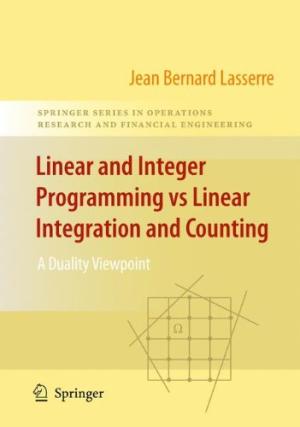 Jean Bernard Lasserre
SPRINGER SERIES IN OPERATIONS
RESEARCH AND FINANCIAL ENGINEERING
Linear and Integer
Programming vs Linear
Integration and Counting
A Duality Viewpoint
Ω
Springer